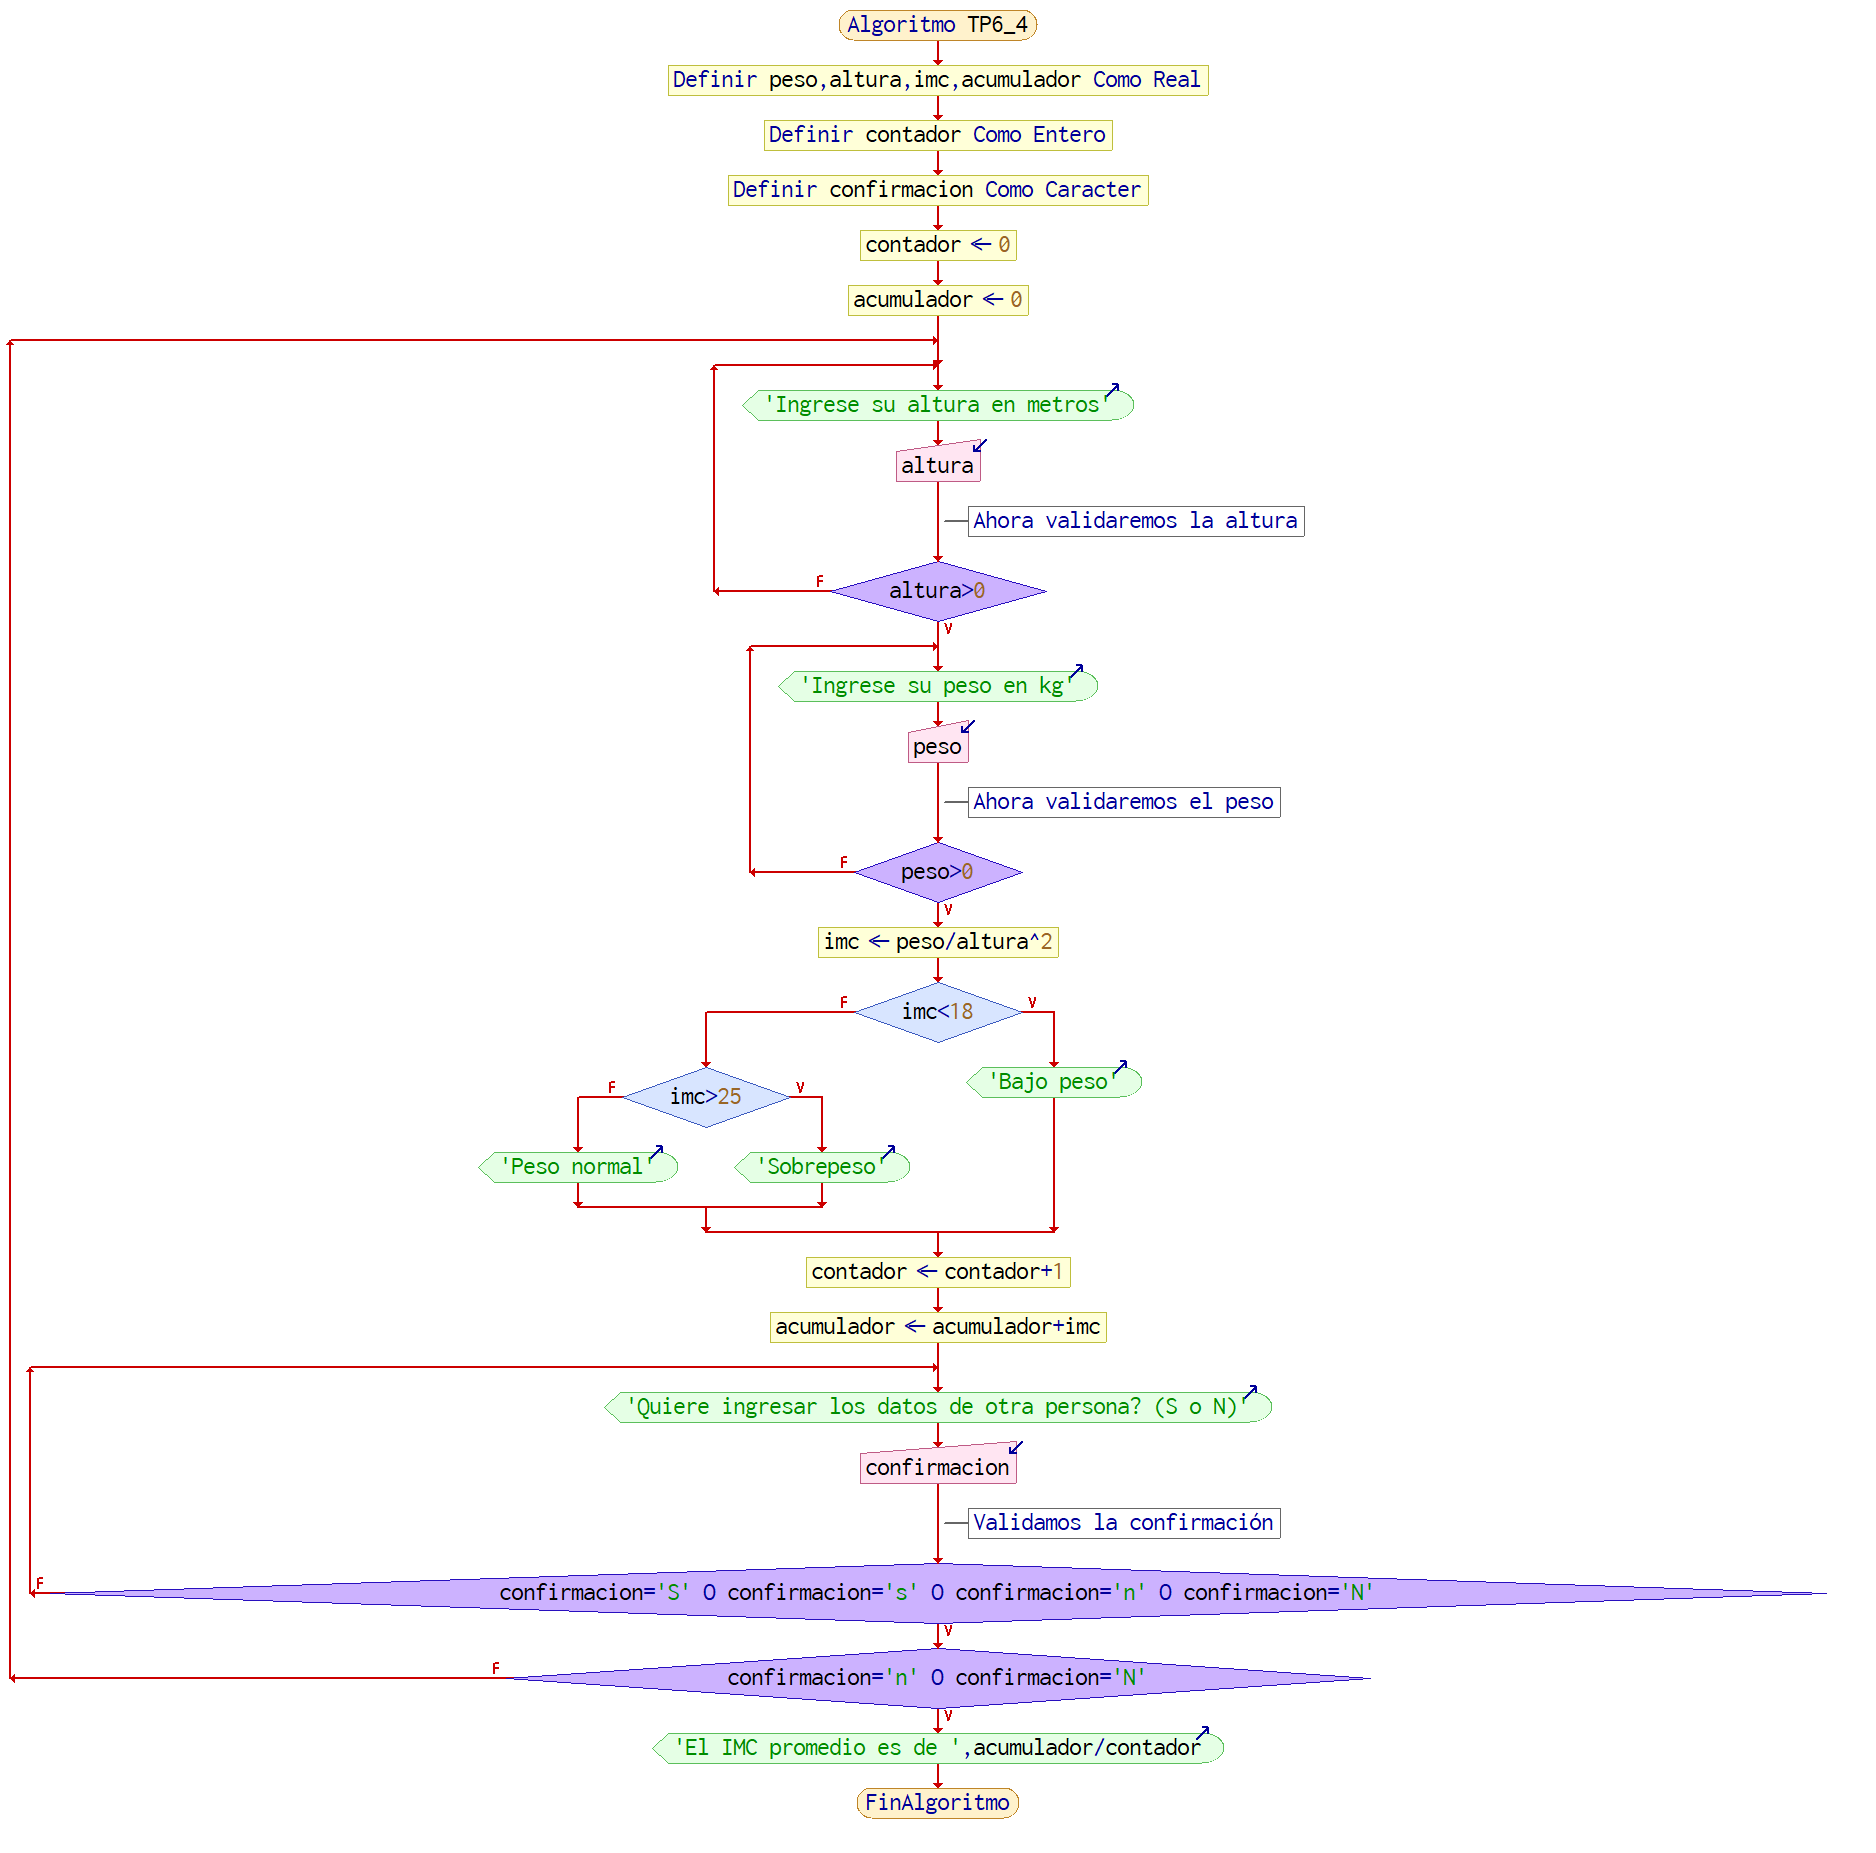 Algoritmo TP6_4
Definir peso,altura,imc,acumulador Como Real
Definir contador Como Entero
Definir confirmacion Como Caracter
contador ← 0
acumulador ← 0
'Ingrese su altura en metros'
altura
Ahora validaremos la altura
F
altura>0
V
'Ingrese su peso en kg'
peso
Ahora validaremos el peso
F
peso>0
V
imc ← peso/altura^2
F
imc<18
V
'Bajo peso'
F
imc>25
V
'Peso normal'
'Sobrepeso'
contador ← contador+1
acumulador ← acumulador+imc
'Quiere ingresar los datos de otra persona? (S o N)'
confirmacion
Validamos la confirmación
F
confirmacion='S' O confirmacion='s' O confirmacion='n' O confirmacion='N'
V
F
confirmacion='n' O confirmacion='N'
V
'El IMC promedio es de ',acumulador/contador
FinAlgoritmo